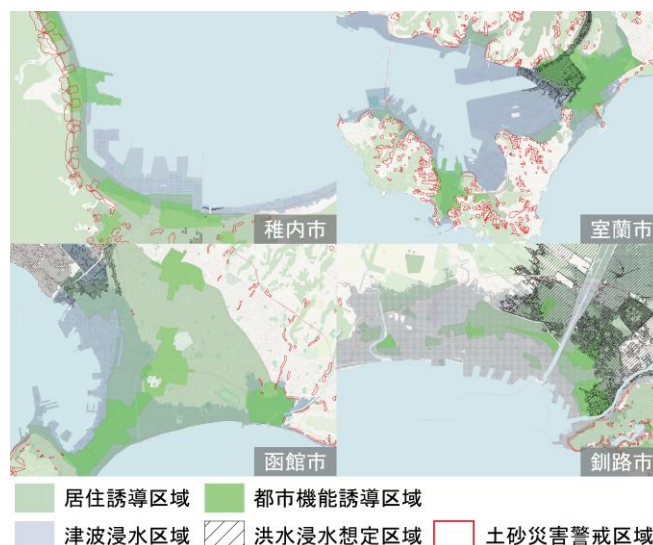 稚内市
室蘭市
函館市
釧路市
居住誘導区域 都市機能誘導区域
津波浸水区域 洪水浸水想定区域 土砂災害警戒区域